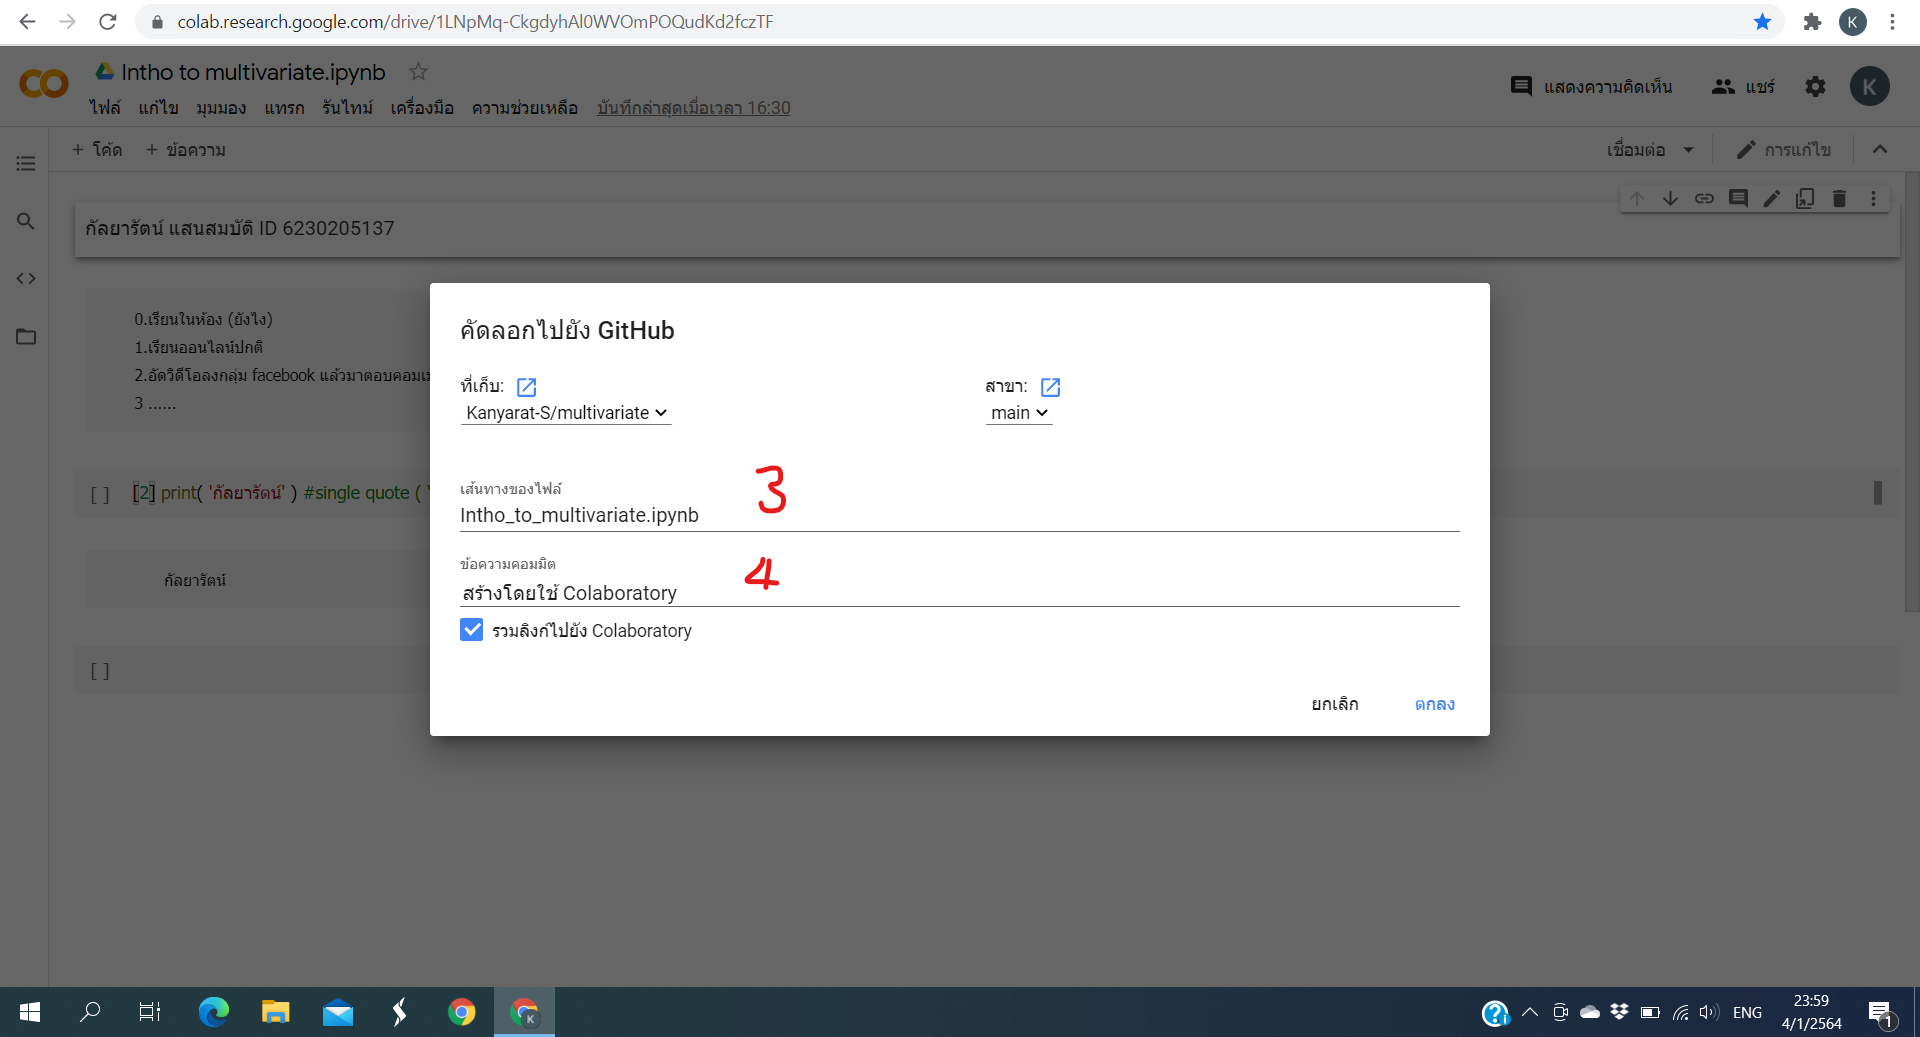 colab.research.google.com/drive/1LNpMq-CkgdyhAl0WVOmPOQudKd2fczTF
K
Intho to multivariate.ipynb
ไฟล์ แก้ไข มุมมอง แทรก รันไทม์ เครื่องมือ ความช่วยเหลือ บันทึกล่าสุดเมื่อเวลา 16:30
แสดงความคิดเห็น แชร์ K
+ โค้ด + ข้อความ
เชื่อมต่อ การแก้ไข
กัลยารัตน์ แสนสมบัติ ID 6230205137
0.เรียนในห้อง (ยังไง)
1.เรียนออนไลน์ปกติ
2.อัดวิดีโอลงกลุ่ม facebook แล้วมาตอบคอมเม
3 ......
[ ] [2] print( 'กัลยารัตน์' ) #single quote ( '
กัลยารัตน์
[ ]
คัดลอกไปยัง GitHub
ที่เก็บ: สาขา:
Kanyarat-S/multivariate main
3
เส้นทางของไฟล์
Intho_to_multivariate.ipynb
4
ข้อความคอมมิต
สร้างโดยใช้ Colaboratory
รวมลิงก์ไปยัง Colaboratory
ยกเลิก ตกลง
K
ENG
23:59
4/1/2564
1